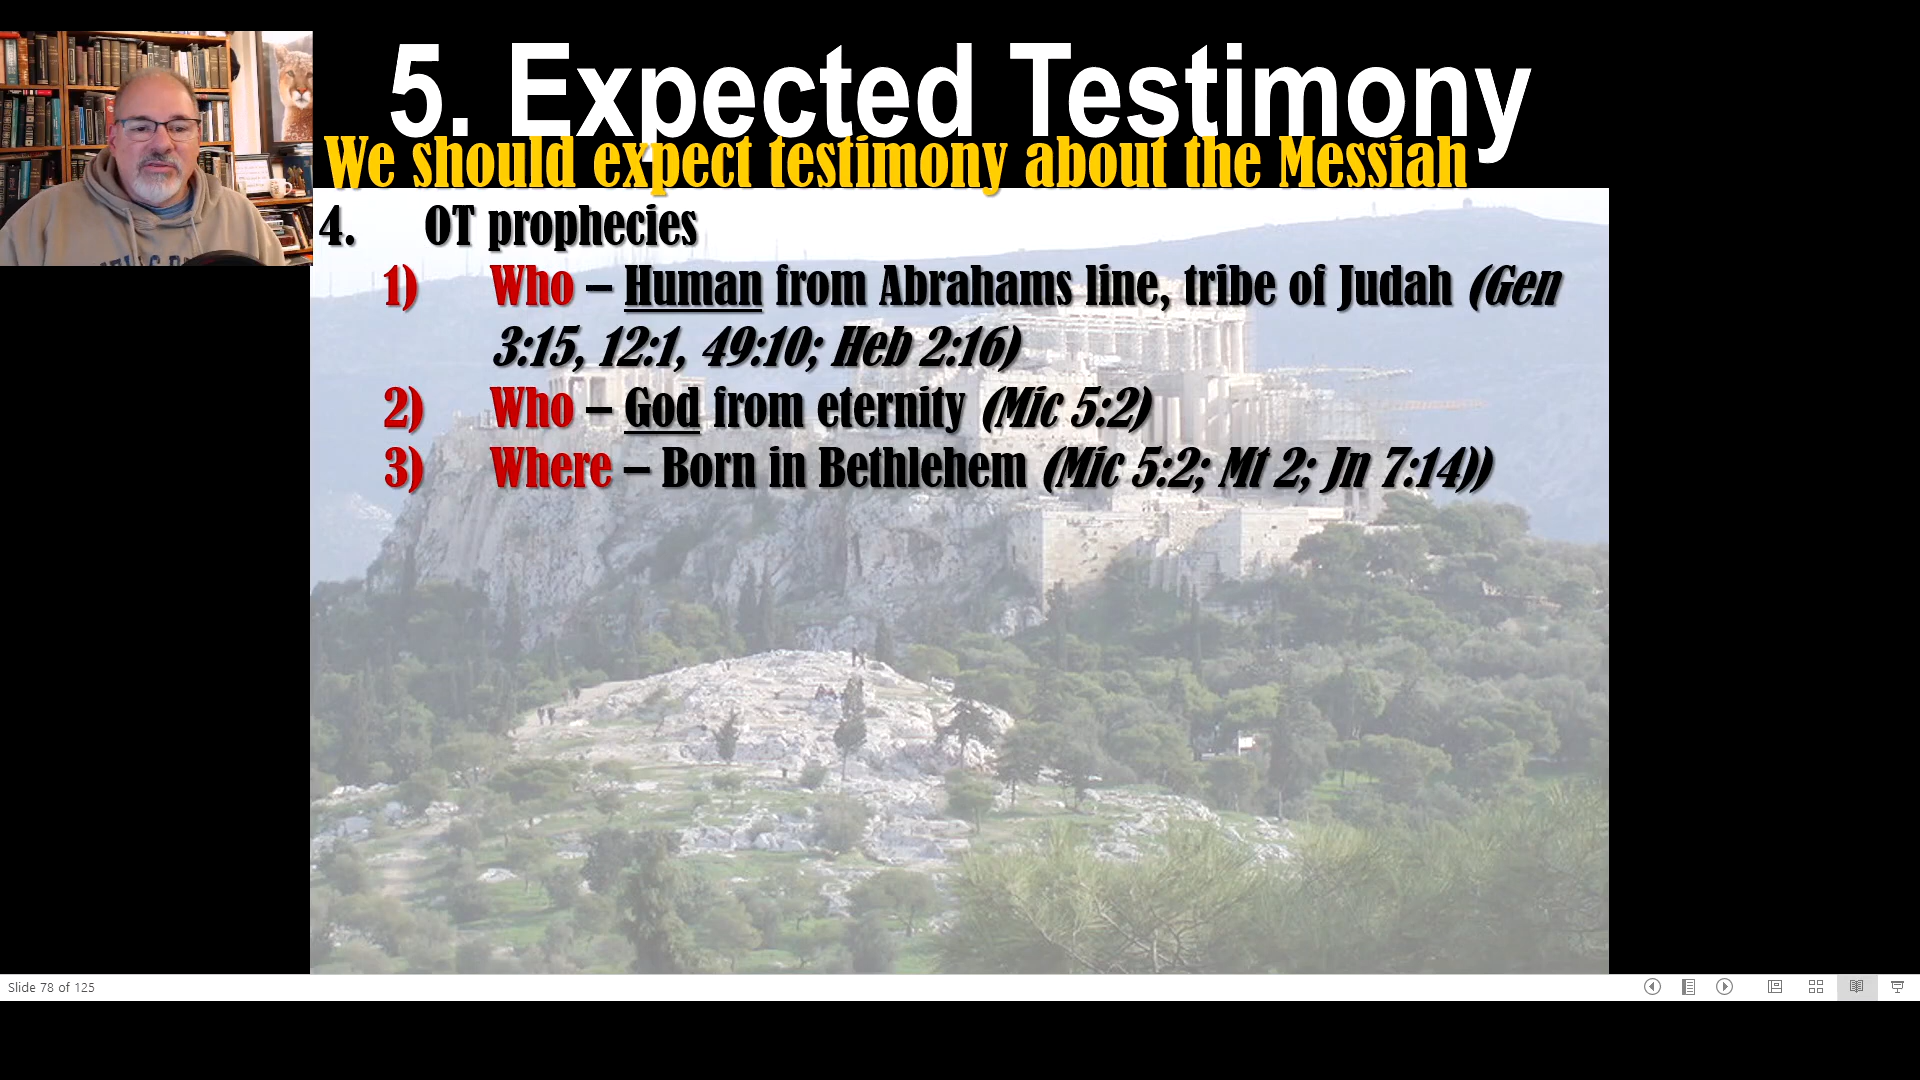 5. Expected Testimony
We should expect testimony about the Messiah
4. OT prophecies
1) Who – Human from Abrahams line, tribe of Judah (Gen
3:15, 12:1, 49:10; Heb 2:16)
2) Who – God from eternity (Mic 5:2)
3) Where – Born in Bethlehem (Mic 5:2; Mt 2; Jn 7:14))
Slide 78 of 125